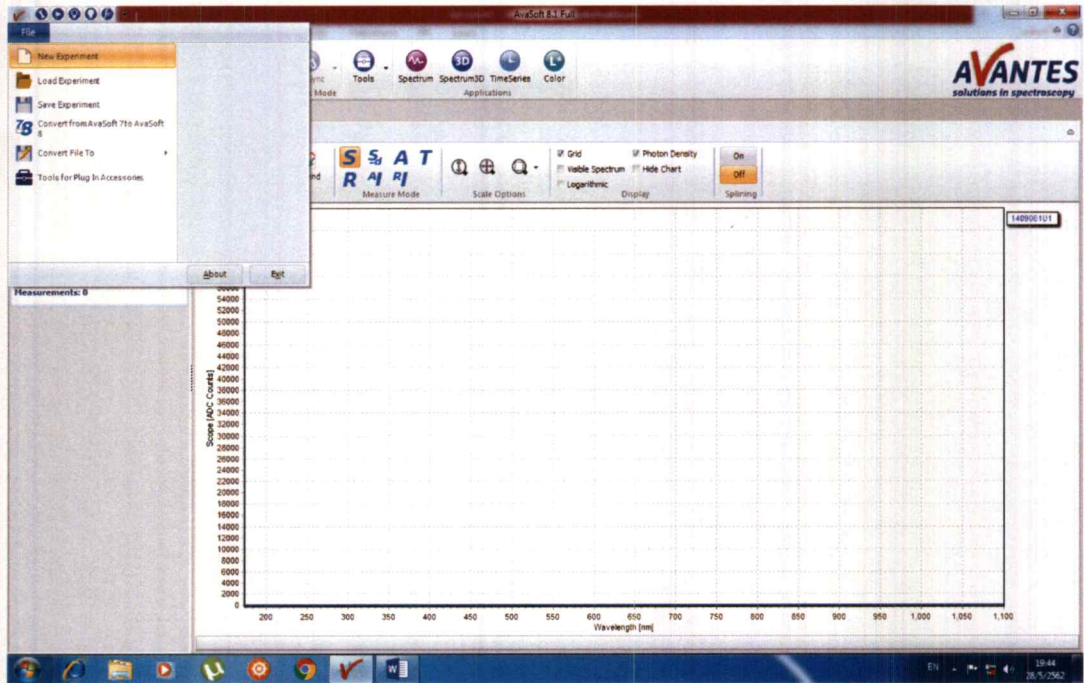 AvaSoft 8.1 Full
File
New Experiment
Load Experiment
Save Experiment
Convert from AvaSoft 7 to AvaSoft
8
Convert File To
Tools for Plug In Accessories
About
Exit
Tools
Spectrum
Spectrum3D
TimeSeries
Color
Mode
Applications
AVANTES
solutions in spectroscopy
S
A
T
R
AI
RI
Measure Mode
Scale Options
Grid
Photon Density
Visible Spectrum
Hide Chart
Logarithmic
Display
On
Off
Splining
Measurements: 0
1409061U1
54000
52000
50000
48000
46000
44000
42000
40000
38000
36000
34000
32000
30000
28000
26000
24000
22000
20000
18000
16000
14000
12000
10000
8000
6000
4000
2000
0
Scope [ADC Counts]
200 250 300 350 400 450 500 550 600 650 700 750 800 850 900 950 1,000 1,050 1,100
Wavelength [nm]
EN
19:44
28/5/2562